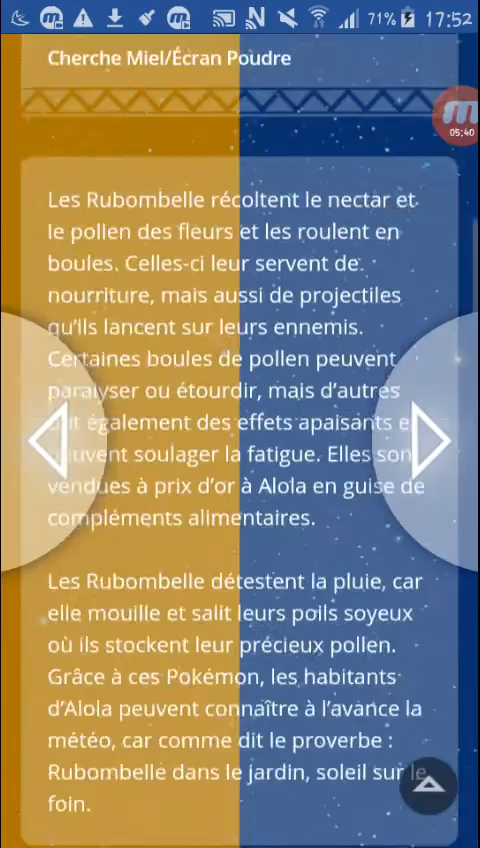 71% 17:52
Cherche Miel/Écran Poudre
05:40
Les Rubombelle récoltent le nectar et
le pollen des fleurs et les roulent en
boules. Celles-ci leur servent de
nourriture, mais aussi de projectiles
qu'ils lancent sur leurs ennemis.
Certaines boules de pollen peuvent
paralyser ou étourdir, mais d'autres
ont également des effets apaisants et
peuvent soulager la fatigue. Elles sont
vendues à prix d'or à Alola en guise de
compléments alimentaires.
Les Rubombelle détestent la pluie, car
elle mouille et salit leurs poils soyeux
où ils stockent leur précieux pollen.
Grâce à ces Pokémon, les habitants
d'Alola peuvent connaître à l'avance la
météo, car comme dit le proverbe :
Rubombelle dans le jardin, soleil sur le
foin.